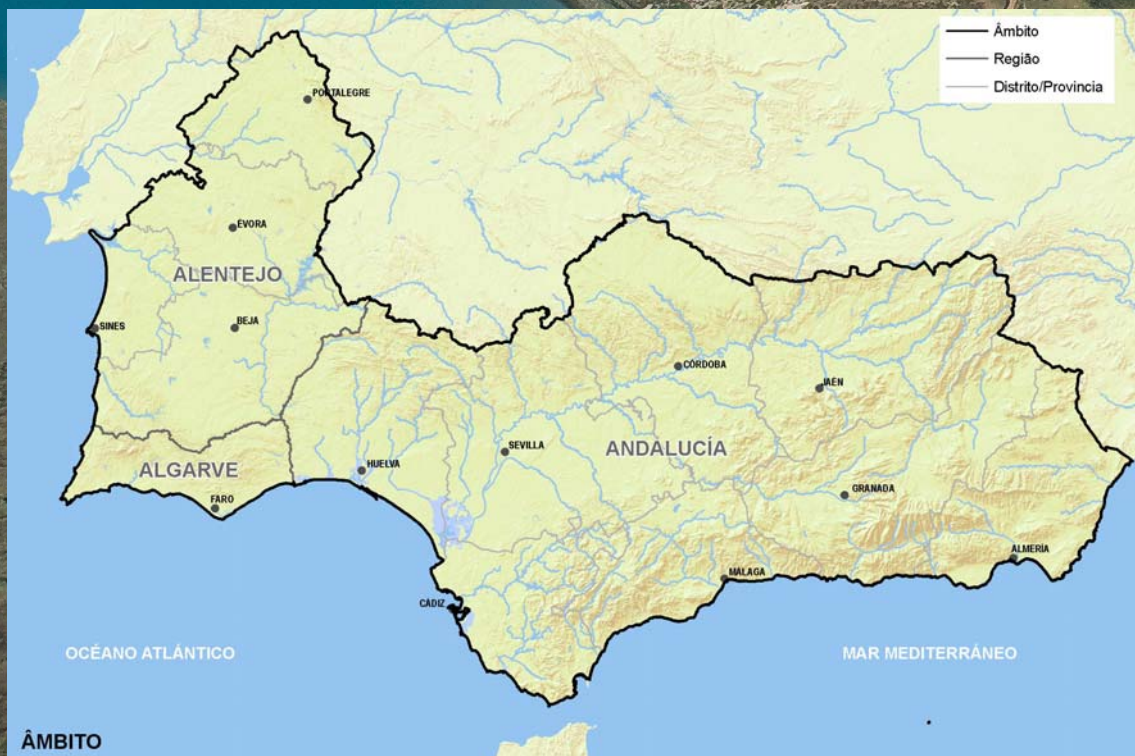 Âmbito
Região
Distrito/Provincia
PORTALEGRE
ÉVORA
ALENTEJO
SINES
BEJA
CÓRDOBA
JAÉN
ANDALUCÍA
SEVILLA
ALGARVE
HUELVA
GRANADA
FARO
ALMERÍA
MÁLAGA
CÁDIZ
OCÉANO ATLÁNTICO
MAR MEDITERRÁNEO
ÂMBITO